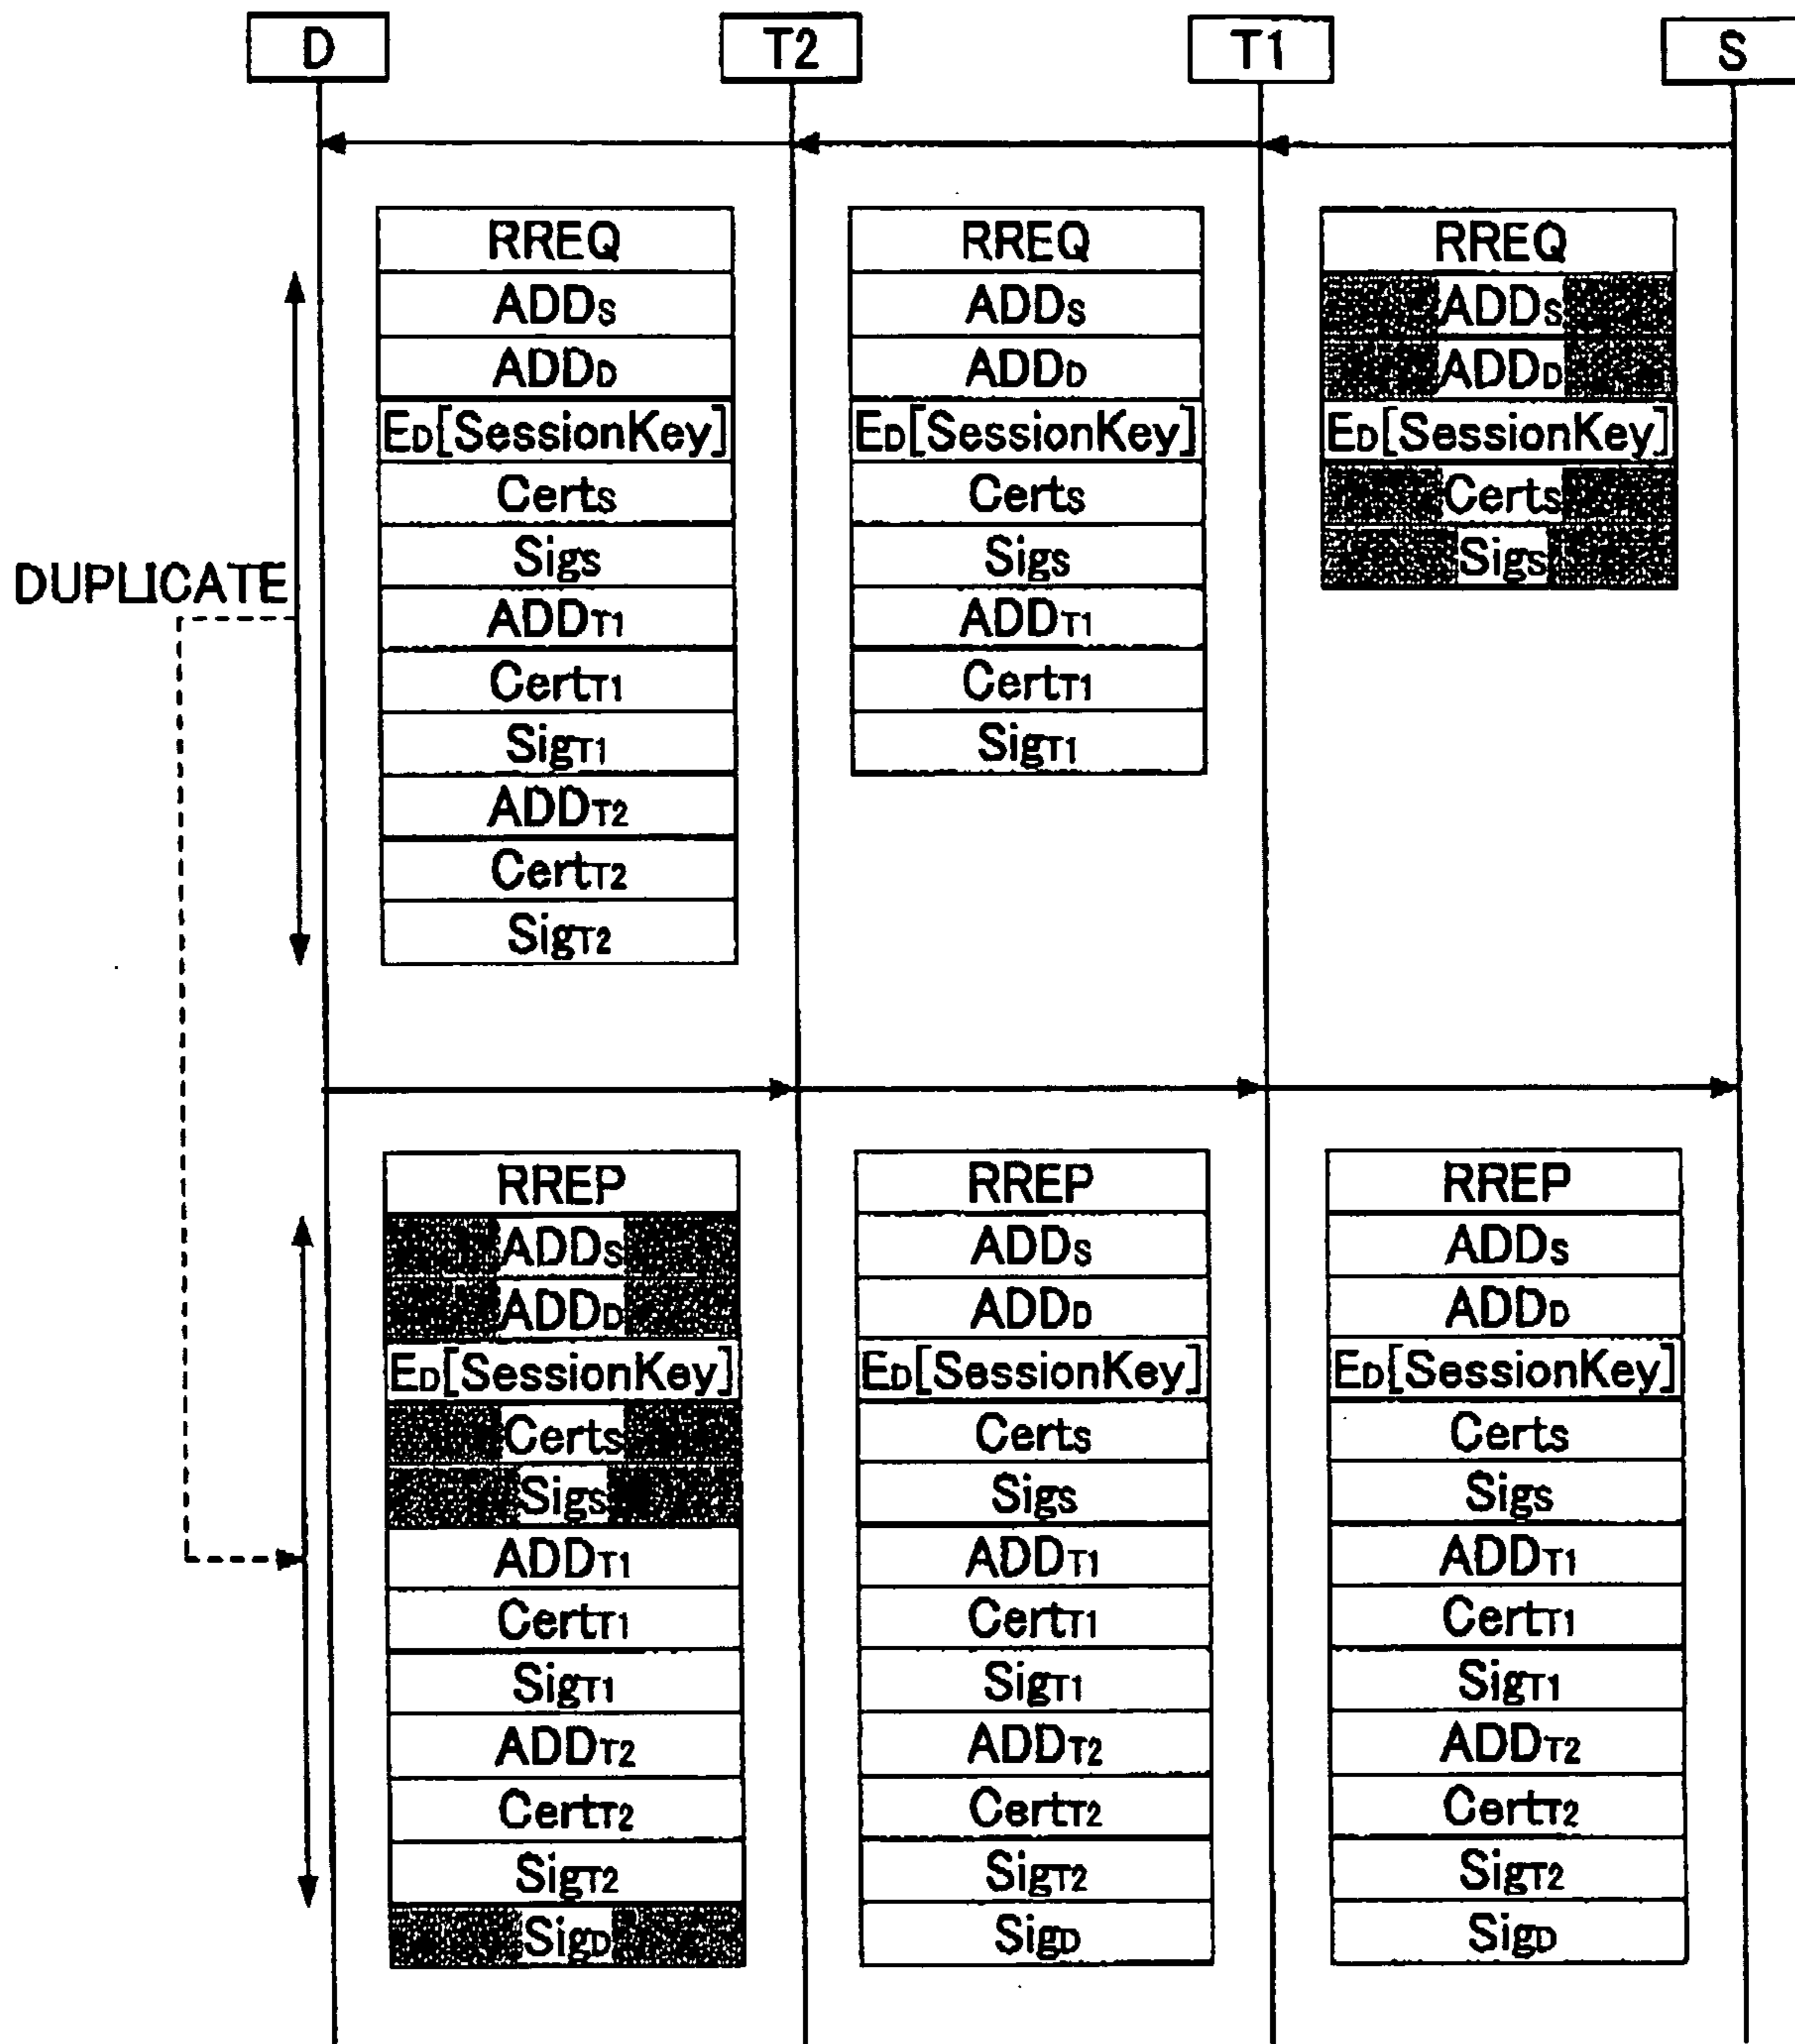 D
T2
T1
S
RREQ
ADDS
ADDD
ED[SessionKey]
CertS
SigS
ADDT1
CertT1
SigT1
ADDT2
CertT2
SigT2
RREQ
ADDS
ADDD
ED[SessionKey]
CertS
SigS
ADDT1
CertT1
SigT1
RREQ
ADDS
ADDD
ED[SessionKey]
CertS
SigS
DUPLICATE
RREP
ADDS
ADDD
ED[SessionKey]
CertS
SigS
ADDT1
CertT1
SigT1
ADDT2
CertT2
SigT2
SigD
RREP
ADDS
ADDD
ED[SessionKey]
CertS
SigS
ADDT1
CertT1
SigT1
ADDT2
CertT2
SigT2
SigD
RREP
ADDS
ADDD
ED[SessionKey]
CertS
SigS
ADDT1
CertT1
SigT1
ADDT2
CertT2
SigT2
SigD